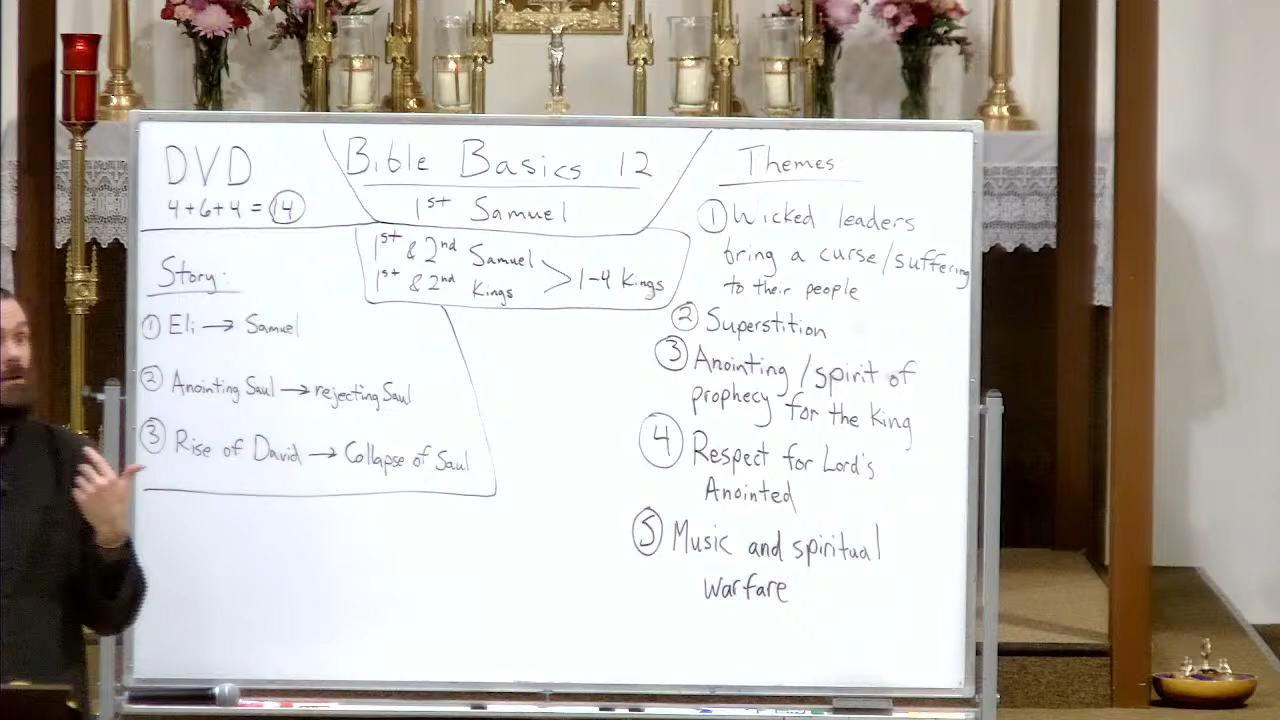 DVD
4+6+4=14
Bible Basics 12
1st Samuel
1st & 2nd Samuel
1st & 2nd Kings
> 1-4 Kings
Story:
1 Eli → Samuel
2 Anointing Saul → rejecting Saul
3 Rise of David → Collapse of Saul
Themes
1 Wicked leaders
bring a curse/suffering
to their people
2 Superstition
3 Anointing/spirit of
prophecy for the king
4 Respect for Lord's
Anointed
5 Music and spiritual
warfare